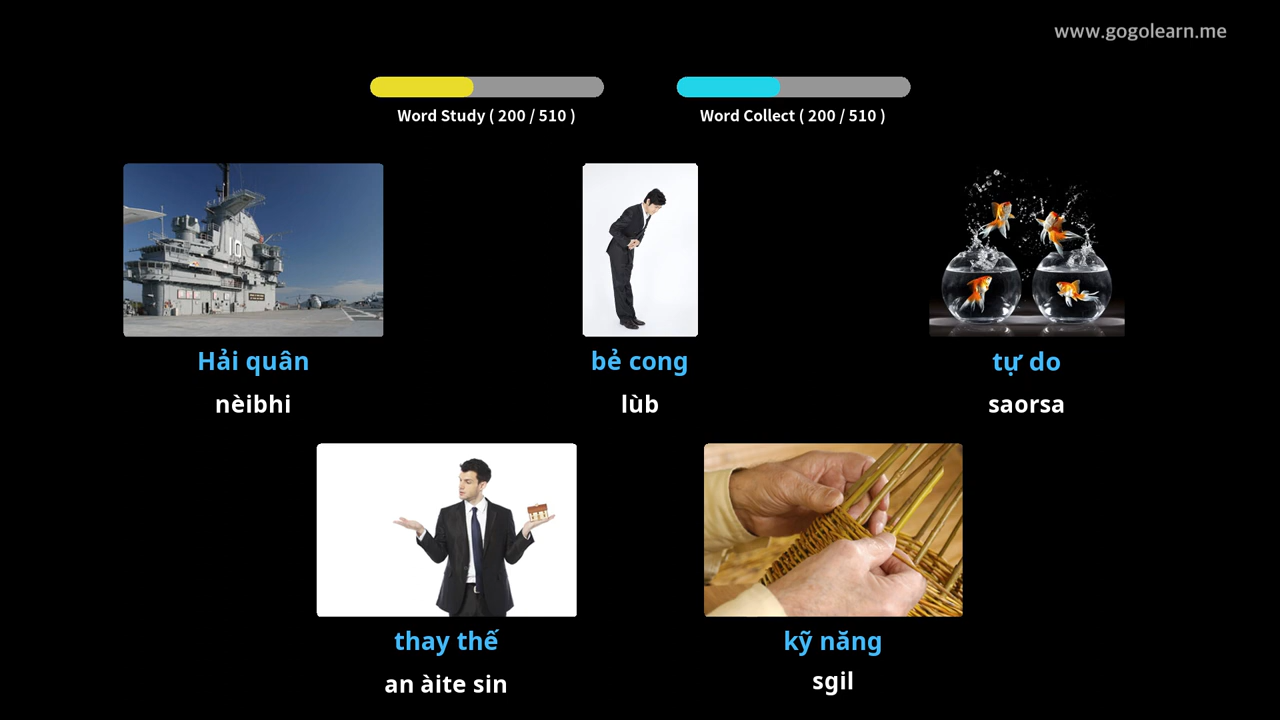 www.gogolearn.me
Word Study ( 200 / 510 )
Word Collect ( 200 / 510 )
10
Hải quân
bẻ cong
tự do
nèibhi
lùb
saorsa
thay thế
kỹ năng
an àite sin
sgil